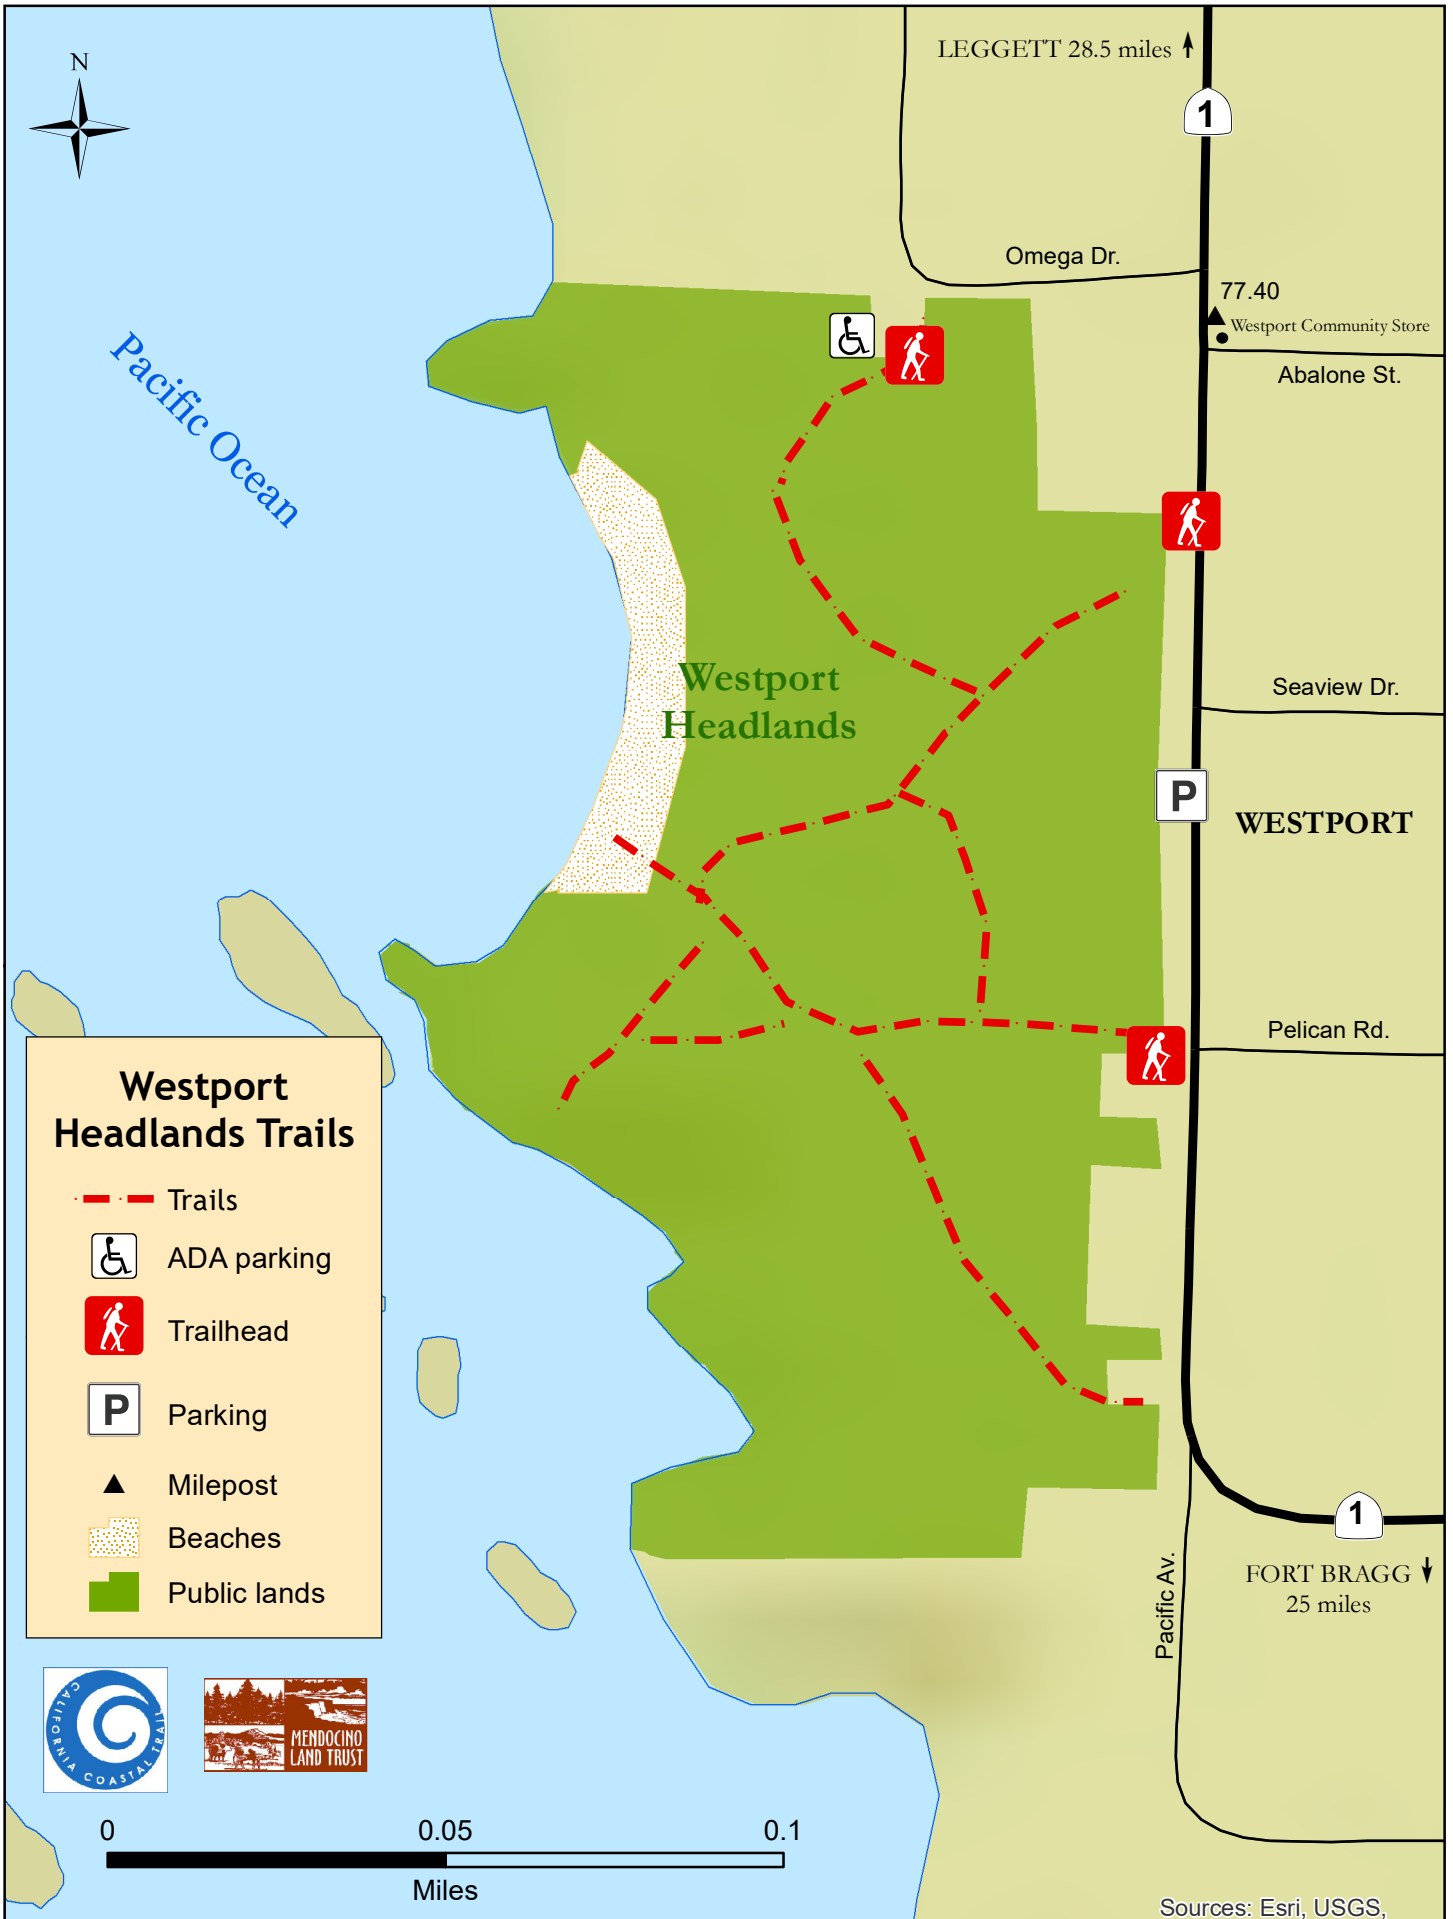 N
LEGGETT 28.5 miles
1
Omega Dr.
77.40
Westport Community Store
Abalone St.
Pacific Ocean
Westport
Headlands
Seaview Dr.
P
WESTPORT
Pelican Rd.
Westport
Headlands Trails
Trails
ADA parking
Trailhead
P
Parking
Milepost
Beaches
Public lands
1
FORT BRAGG
25 miles
Pacific Av.
CALIFORNIA COASTAL TRAIL
MENDOCINO
LAND TRUST
0
0.05
0.1
Miles
Sources: Esri, USGS,